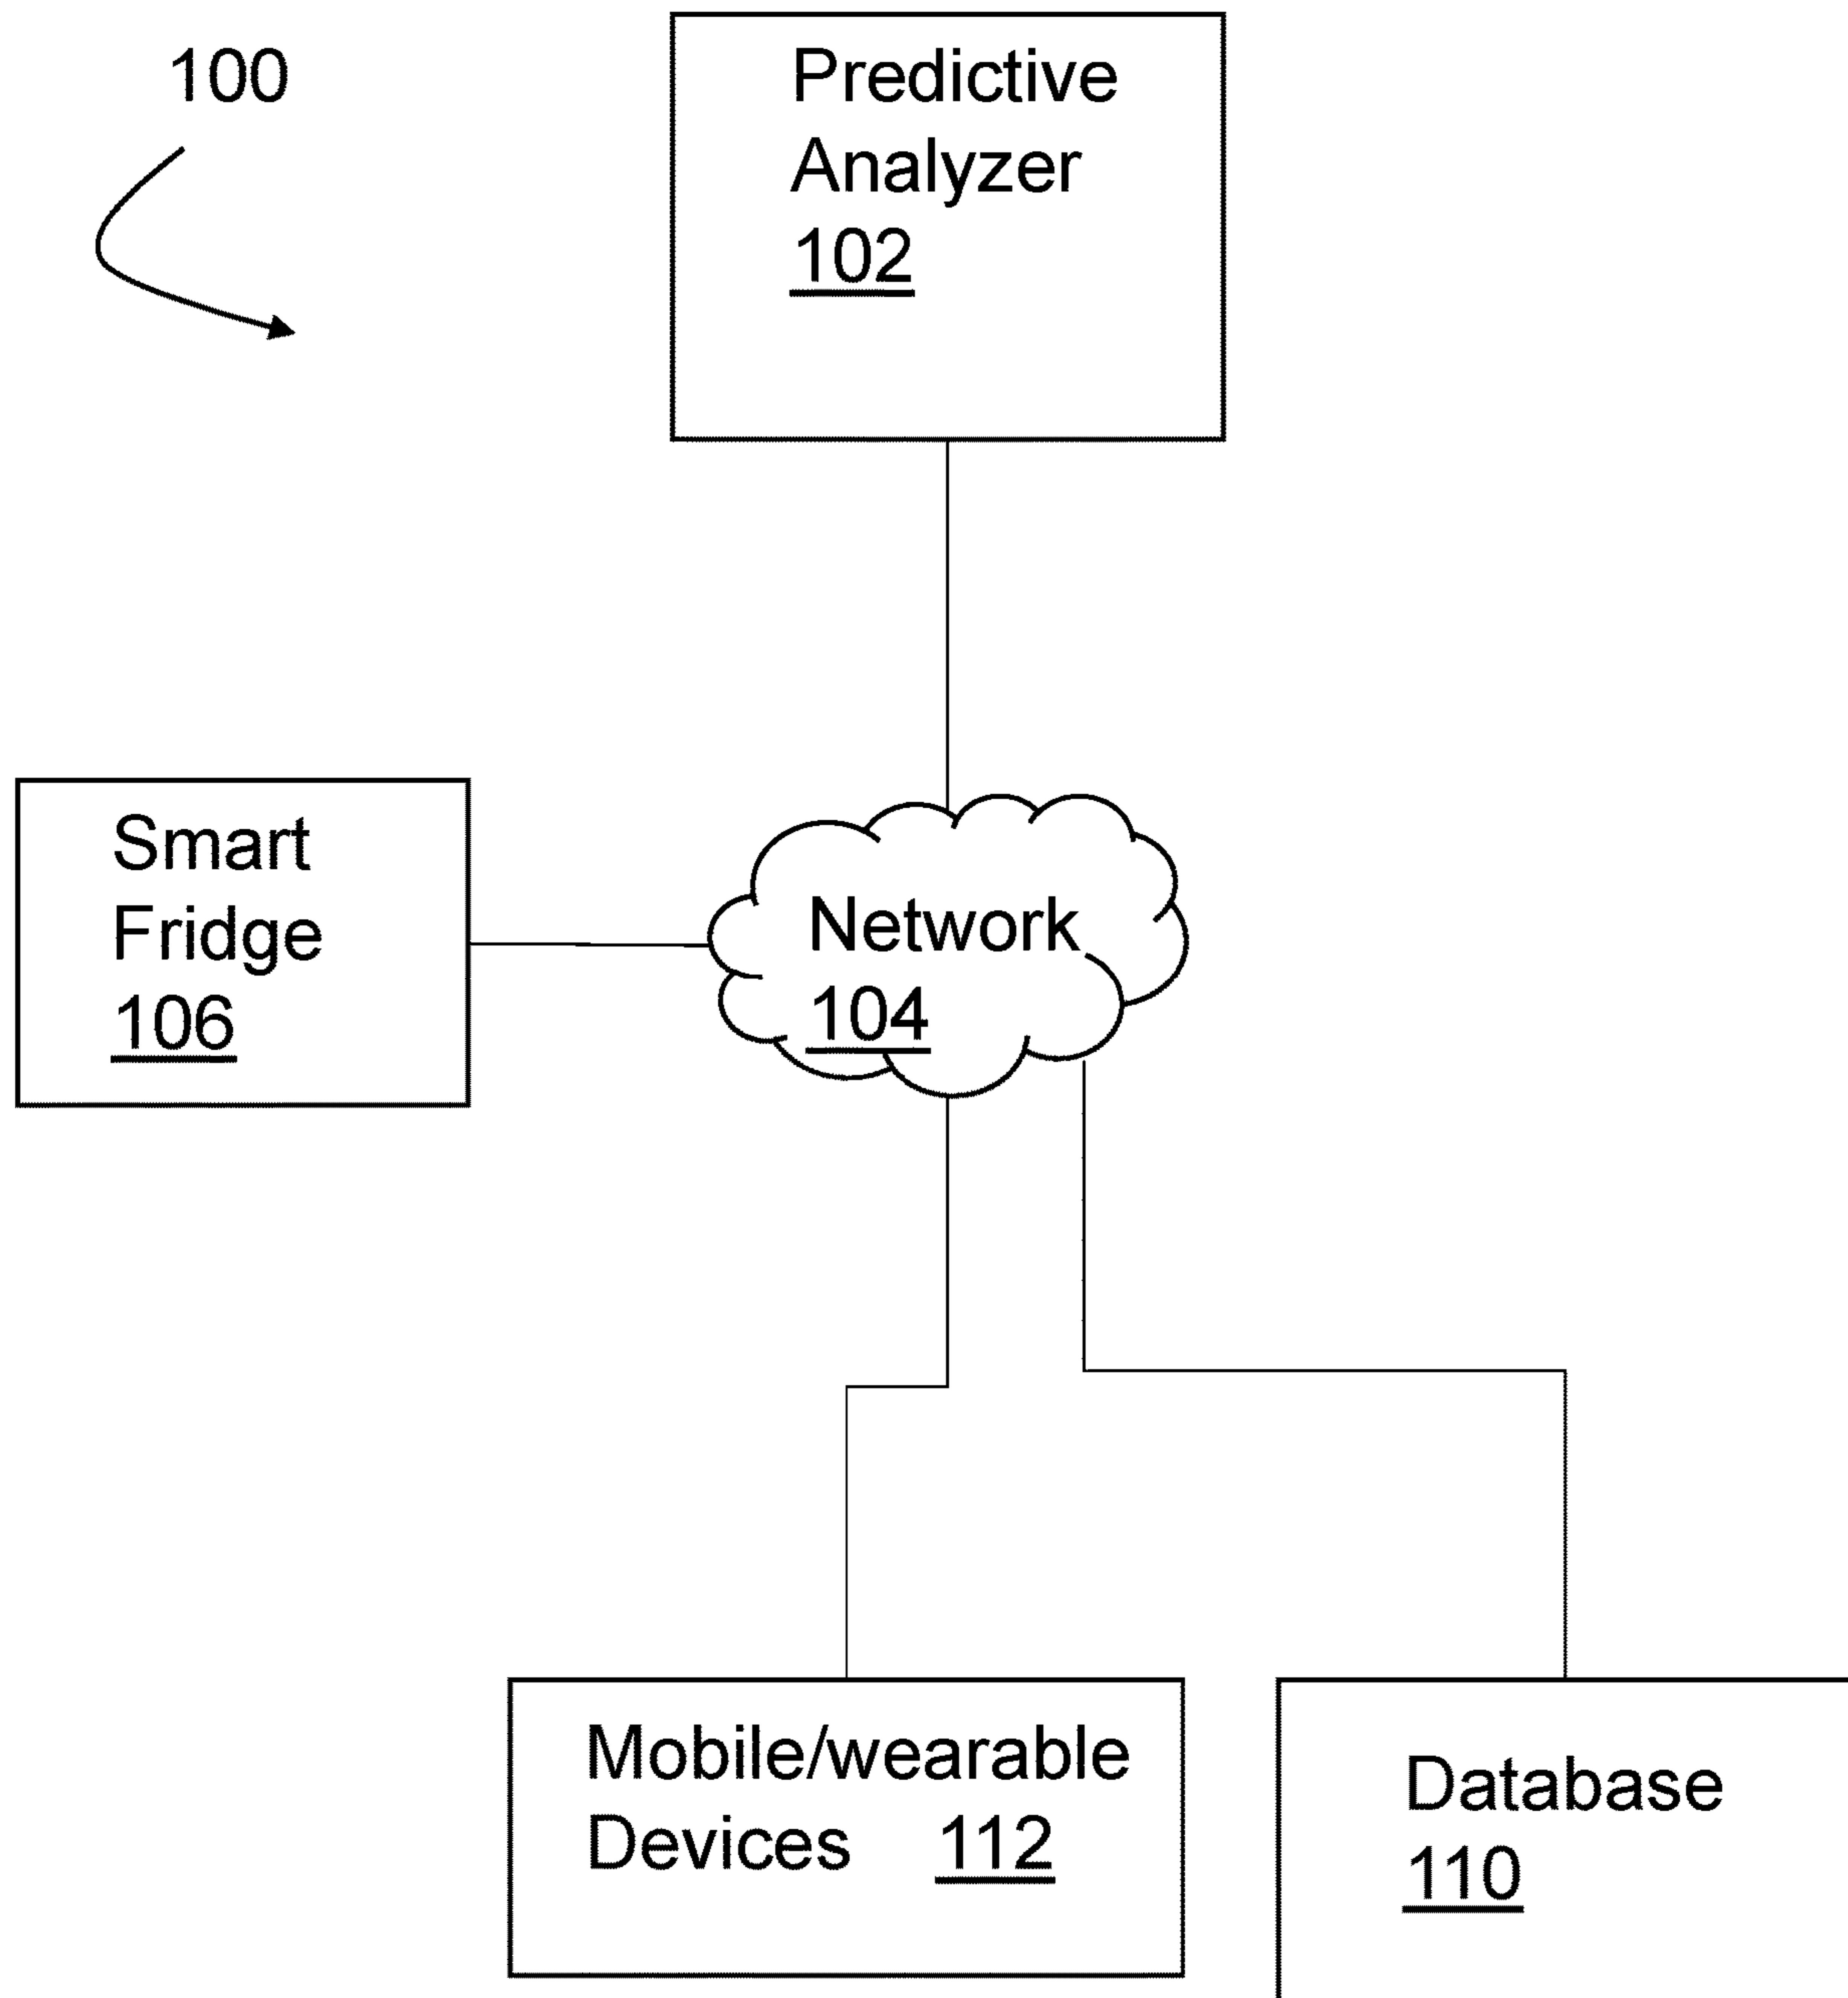 100
Predictive
Analyzer
102
Smart
Fridge
106
Network
104
Mobile/wearable
Devices 112
Database
110